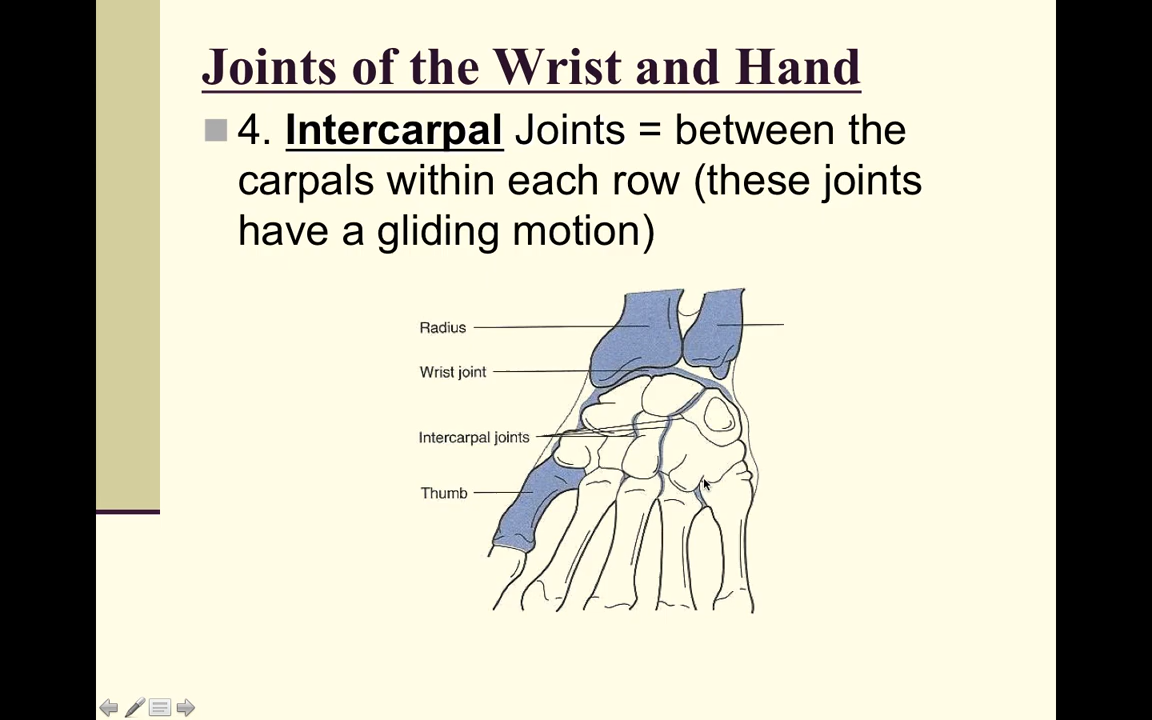 Joints of the Wrist and Hand
4. Intercarpal Joints = between the
carpals within each row (these joints
have a gliding motion)
Radius
Wrist joint
Intercarpal joints
Thumb